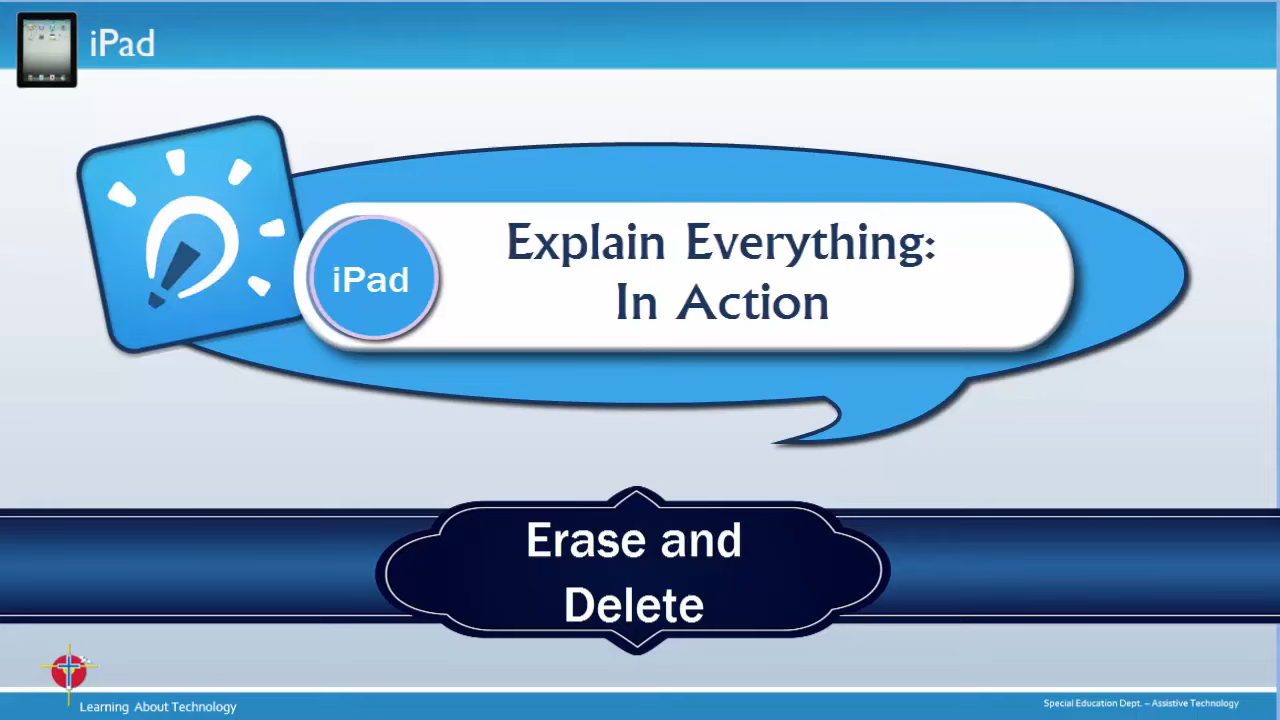 iPad
iPad
Explain Everything:
In Action
Erase and
Delete
Learning About Technology
Special Education Dept. – Assistive Technology